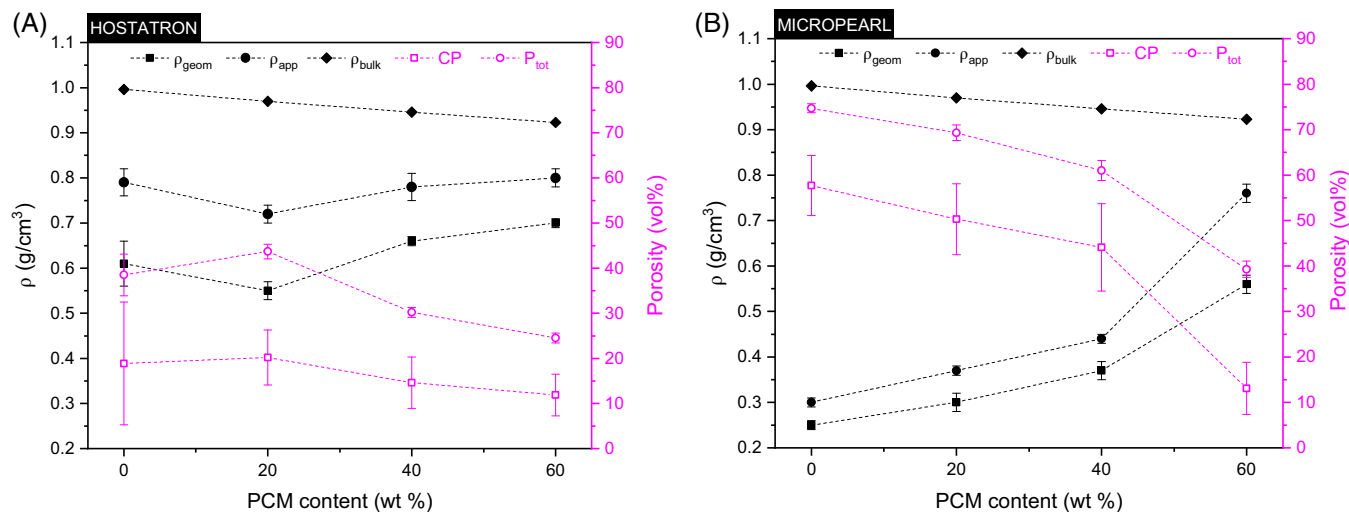 (A)
HOSTATRON
ρgeom ρapp ρbulk CP Ptot
1.1
1.0
0.9
0.8
0.7
0.6
0.5
0.4
0.3
0.2
ρ (g/cm³)
90
80
70
60
50
40
30
20
10
0
Porosity (vol%)
0 20 40 60
PCM content (wt %)
(B)
MICROPEARL
ρgeom ρapp ρbulk CP Ptot
1.1
1.0
0.9
0.8
0.7
0.6
0.5
0.4
0.3
0.2
ρ (g/cm³)
90
80
70
60
50
40
30
20
10
0
Porosity (vol%)
0 20 40 60
PCM content (wt %)